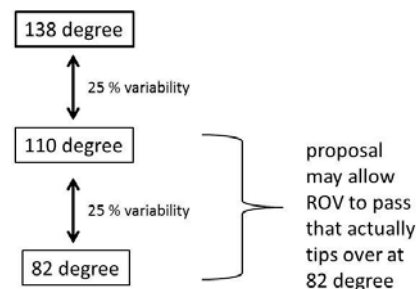 138 degree
25 % variability
110 degree
25 % variability
82 degree
proposal
may allow
ROV to pass
that actually
tips over at
82 degree